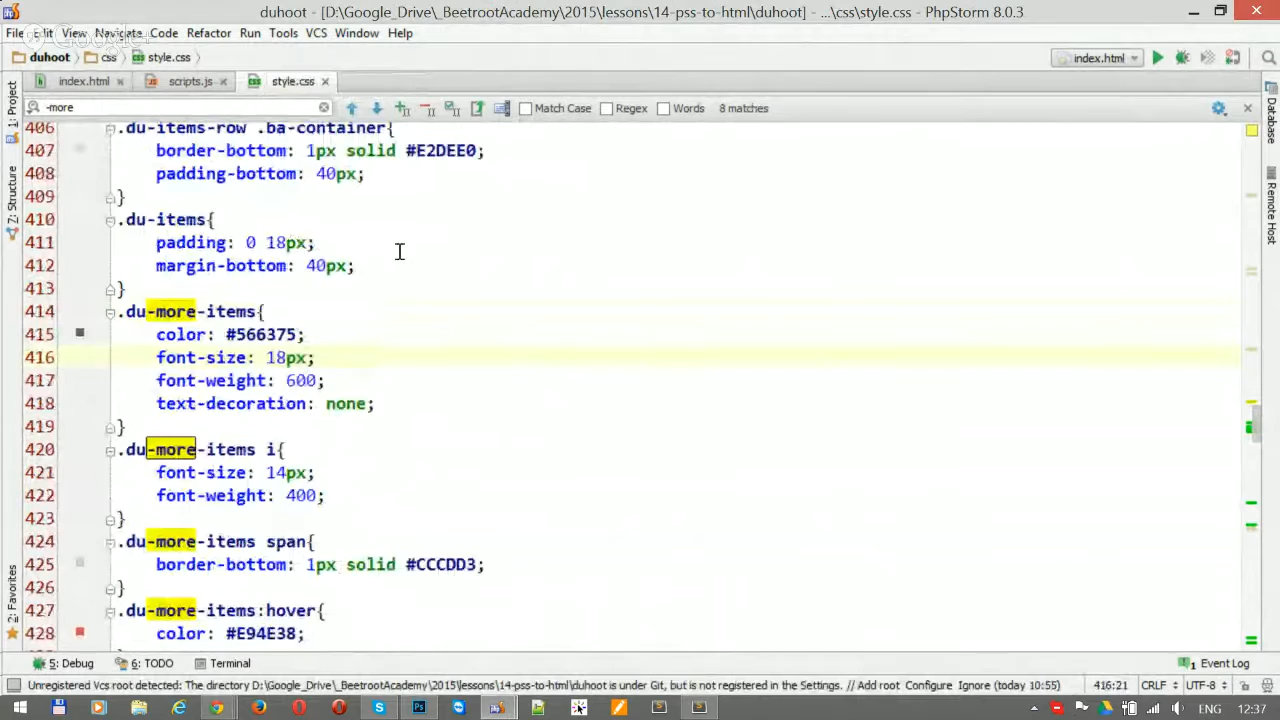 duhoot - [D:\Google_Drive\_BeetrootAcademy\2015\lessons\14-pss-to-html\duhoot] - ...\css\style.css - PhpStorm 8.0.3
File Edit View Navigate Code Refactor Run Tools VCS Window Help
Google+
duhoot css style.css index.html
index.html scripts.js style.css
-more Match Case Regex Words 8 matches
1: Project
Z: Structure
2: Favorites
Database
Remote Host
406 .du-items-row .ba-container{
407 border-bottom: 1px solid #E2DEE0;
408 padding-bottom: 40px;
409 }
410 .du-items{
411 padding: 0 18px;
412 margin-bottom: 40px;
413 }
414 .du-more-items{
415 color: #566375;
416 font-size: 18px;
417 font-weight: 600;
418 text-decoration: none;
419 }
420 .du-more-items i{
421 font-size: 14px;
422 font-weight: 400;
423 }
424 .du-more-items span{
425 border-bottom: 1px solid #CCCDD3;
426 }
427 .du-more-items:hover{
428 color: #E94E38;
5: Debug 6: TODO Terminal 1 Event Log
Unregistered Vcs root detected: The directory D:\Google_Drive\_BeetrootAcademy\2015\lessons\14-pss-to-html\duhoot is under Git, but is not registered in the Settings. // Add root Configure Ignore (today 10:55) 416:21 CRLF UTF-8
ENG 12:37